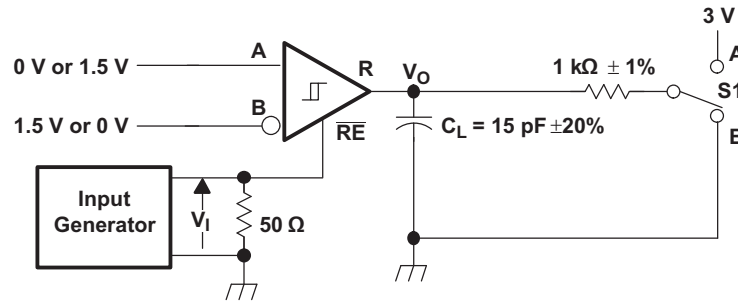 3 V
A
0 V or 1.5 V
A
R
V_O
1 kΩ ± 1%
S1
B
1.5 V or 0 V
R̅E̅
C_L = 15 pF ±20%
B
Input
Generator
V_I
50 Ω